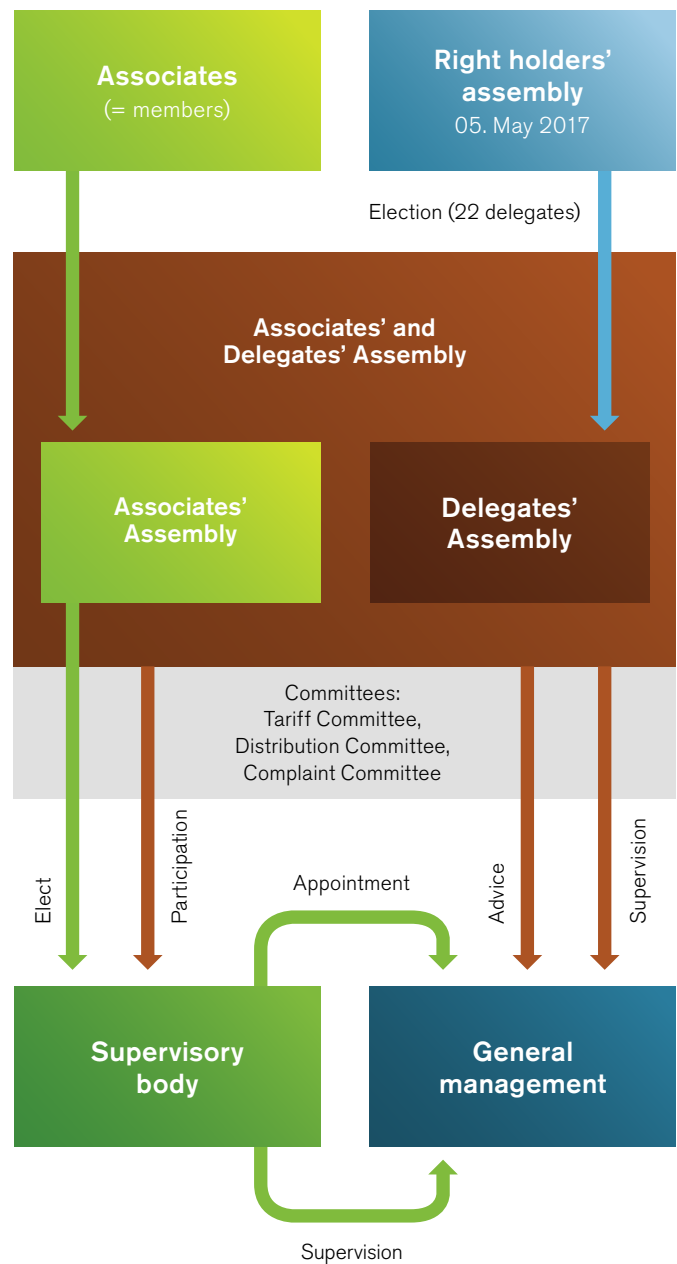 Associates
(= members)
Right holders’
assembly
05. May 2017
Election (22 delegates)
Associates’ and
Delegates’ Assembly
Associates’
Assembly
Delegates’
Assembly
Committees:
Tariff Committee,
Distribution Committee,
Complaint Committee
Elect
Participation
Appointment
Advice
Supervision
Supervisory
body
General
management
Supervision